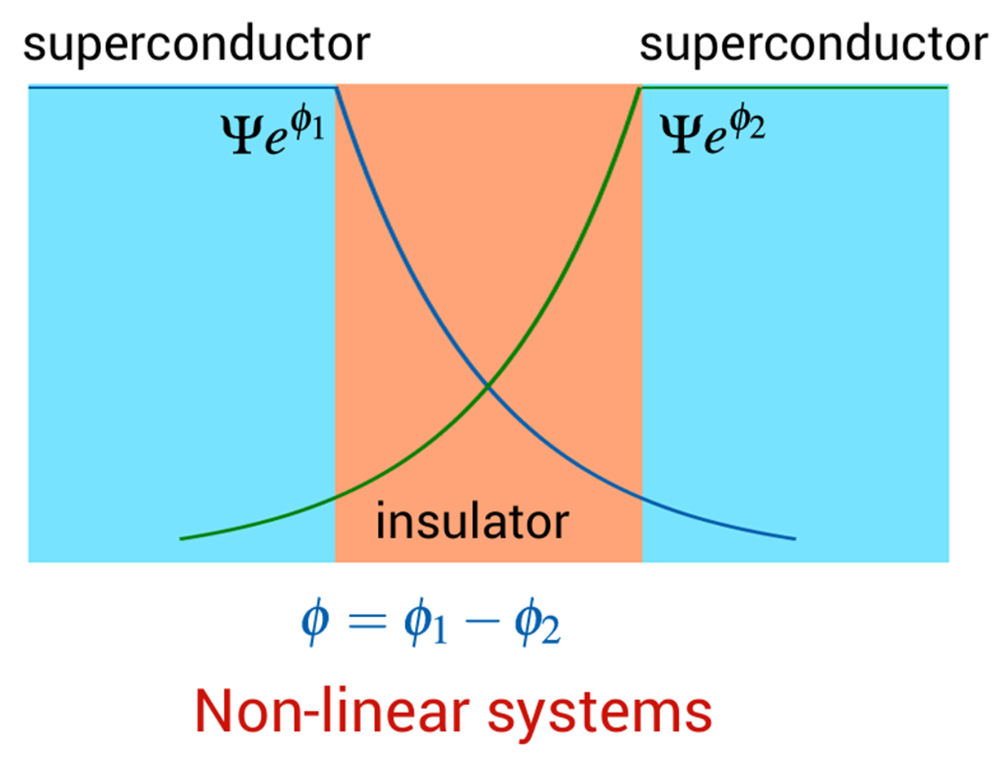 superconductor superconductor
Ψe^ϕ₁ Ψe^ϕ₂
insulator
ϕ = ϕ₁ − ϕ₂
Non-linear systems